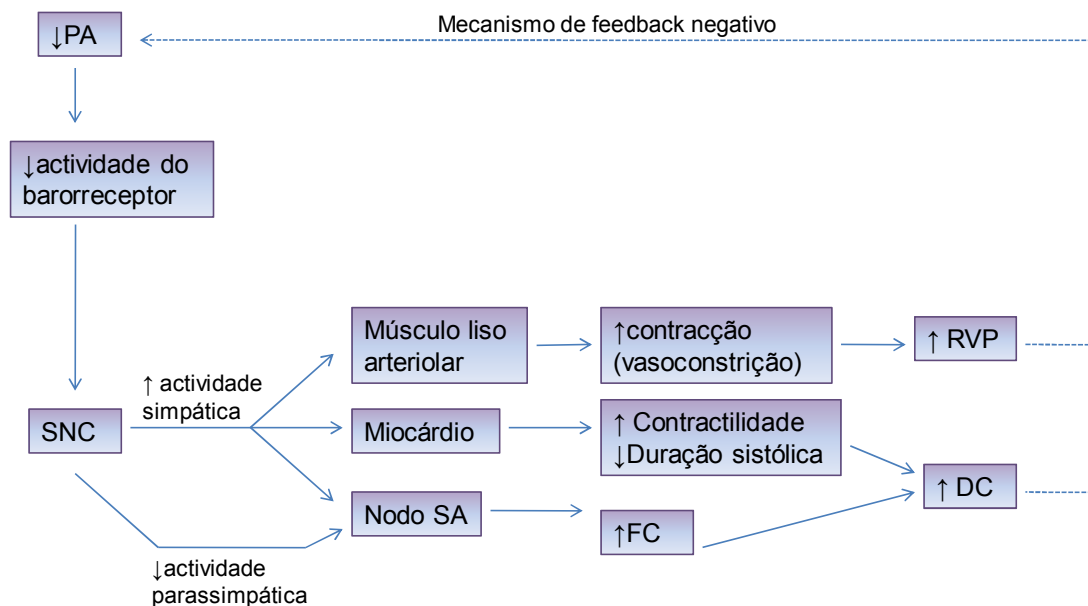 Mecanismo de feedback negativo
↓PA
↓actividade do
barorreceptor
Músculo liso
arteriolar
↑contracção
(vasoconstrição)
↑ RVP
↑ actividade
simpática
SNC
Miocárdio
↑ Contractilidade
↓Duração sistólica
↑ DC
Nodo SA
↑FC
↓actividade
parassimpática